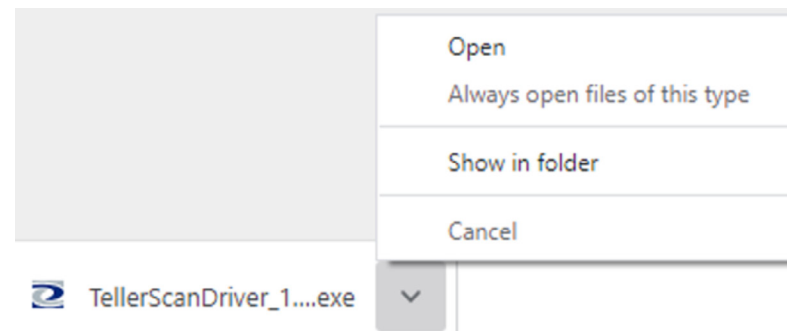 Open
Always open files of this type
Show in folder
Cancel
TellerScanDriver_1....exe